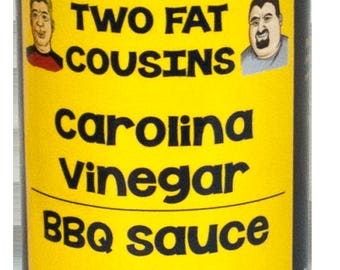 TWO FAT
COUSINS
Carolina
Vinegar
BBQ Sauce